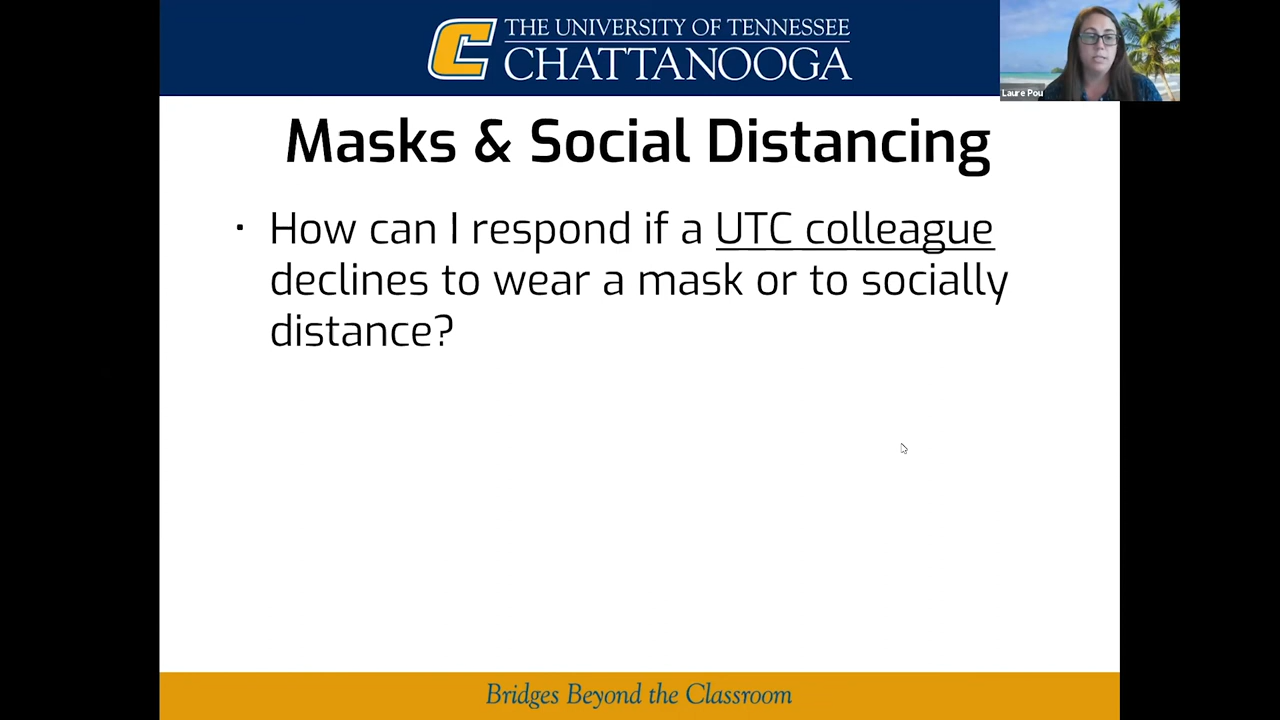 THE UNIVERSITY OF TENNESSEE
CHATTANOOGA
Laure Pou
Masks & Social Distancing
· How can I respond if a UTC colleague
declines to wear a mask or to socially
distance?
Bridges Beyond the Classroom